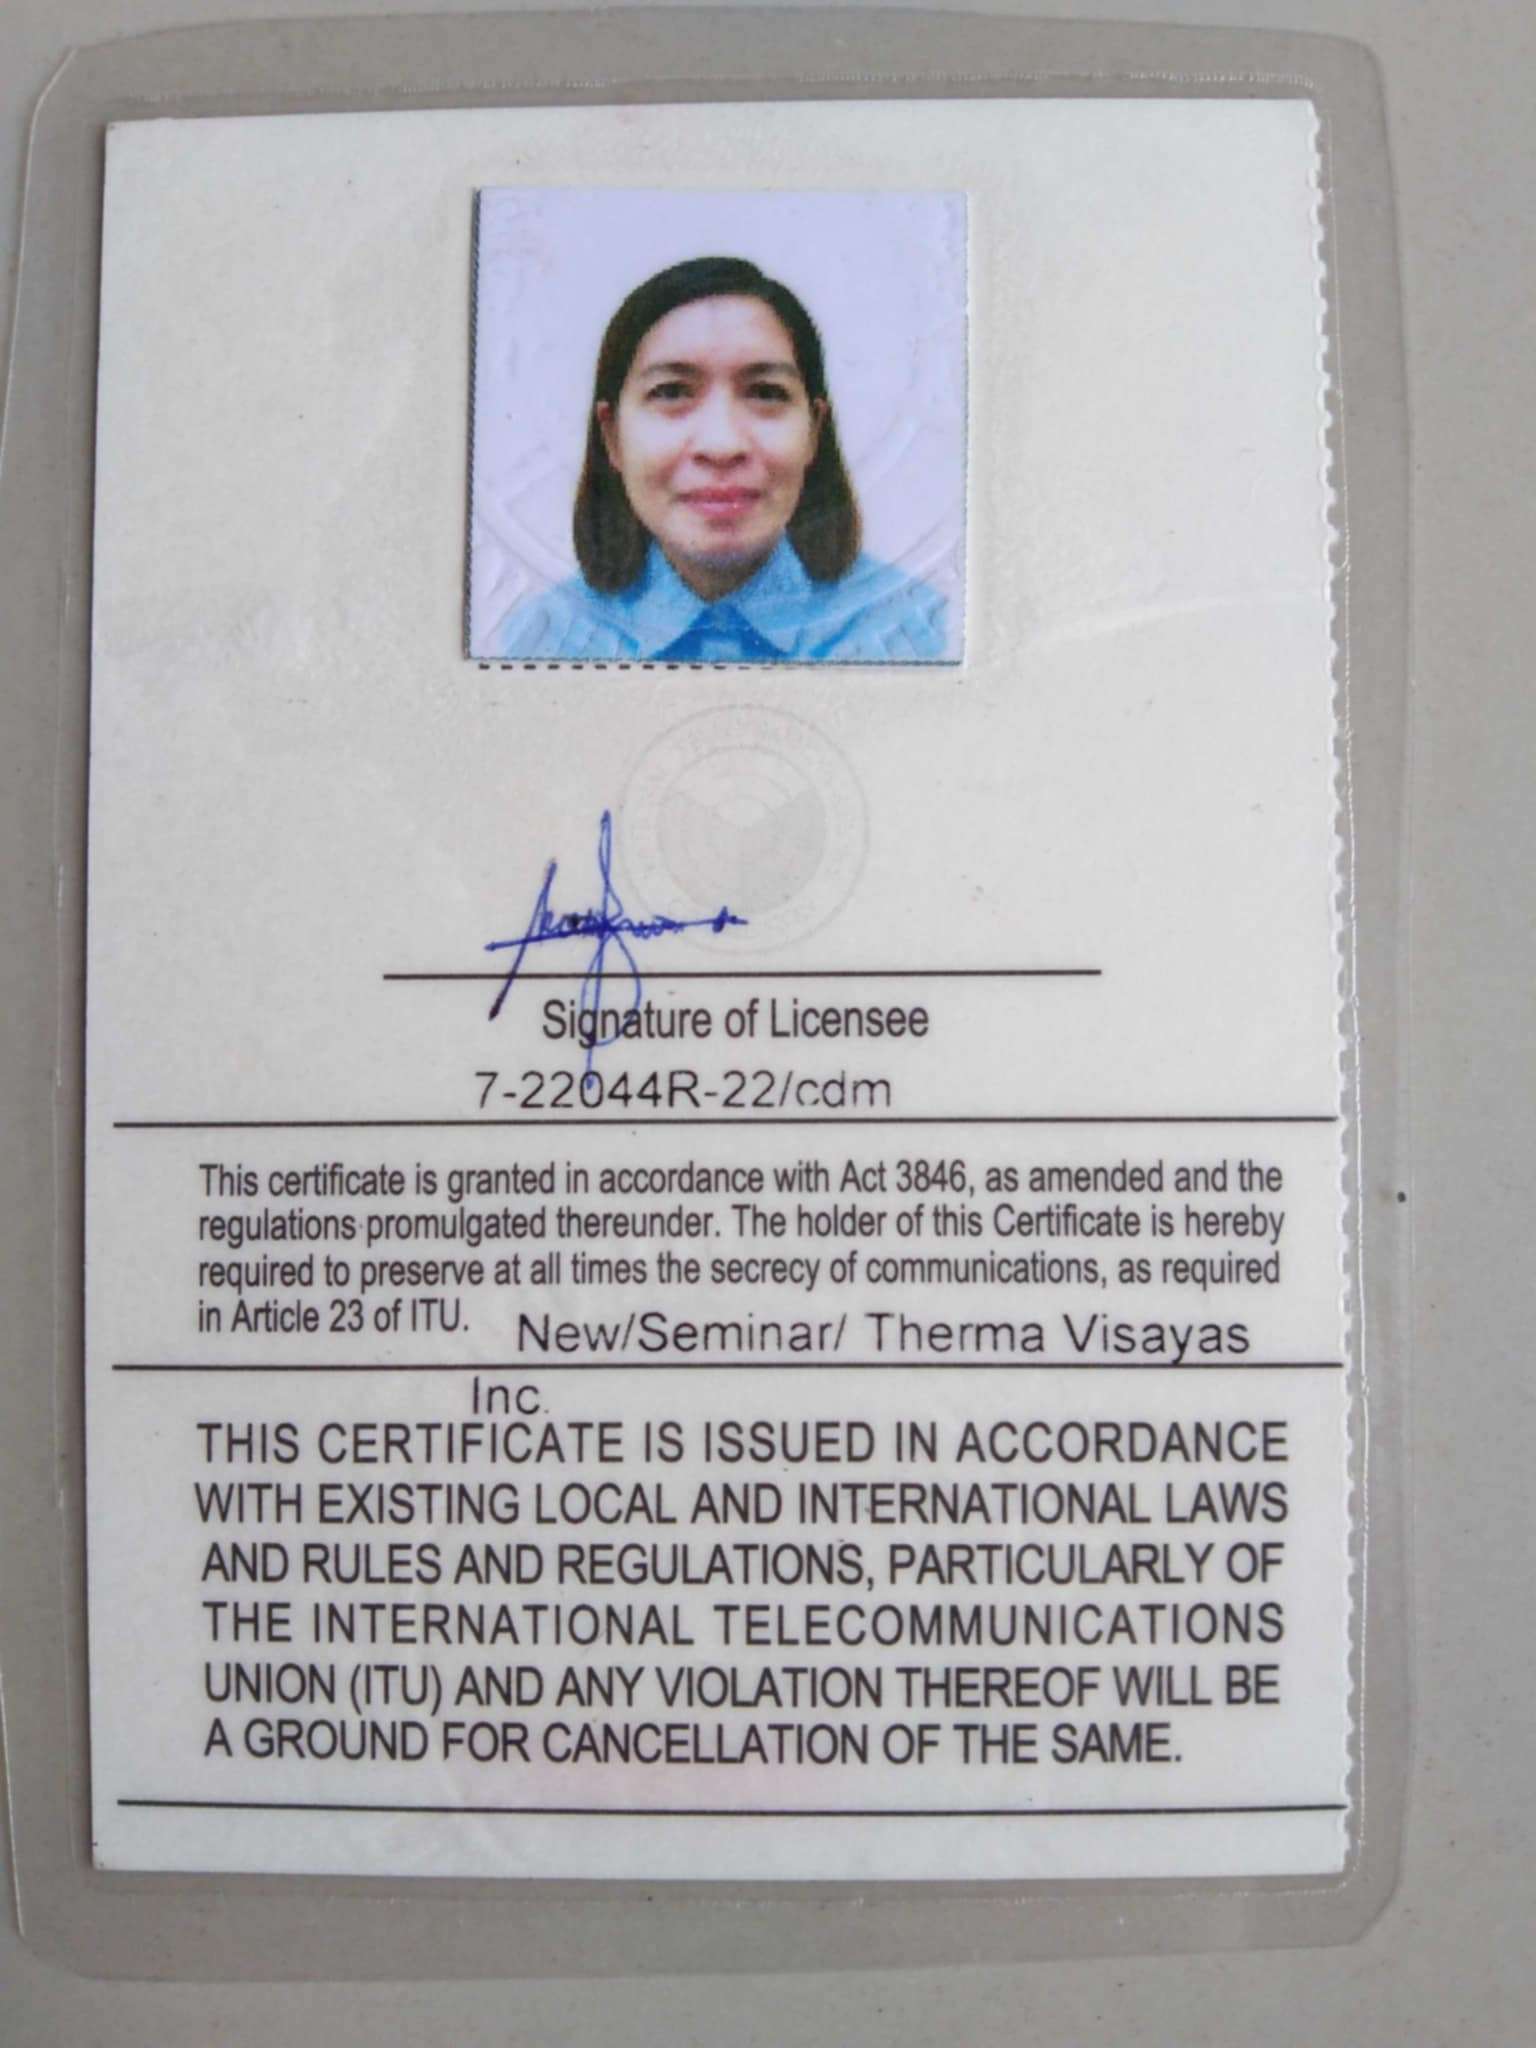 Signature of Licensee
7-22044R-22/cdm
This certificate is granted in accordance with Act 3846, as amended and the
regulations promulgated thereunder. The holder of this Certificate is hereby
required to preserve at all times the secrecy of communications, as required
in Article 23 of ITU.
New/Seminar/ Therma Visayas
Inc.
THIS CERTIFICATE IS ISSUED IN ACCORDANCE
WITH EXISTING LOCAL AND INTERNATIONAL LAWS
AND RULES AND REGULATIONS, PARTICULARLY OF
THE INTERNATIONAL TELECOMMUNICATIONS
UNION (ITU) AND ANY VIOLATION THEREOF WILL BE
A GROUND FOR CANCELLATION OF THE SAME.